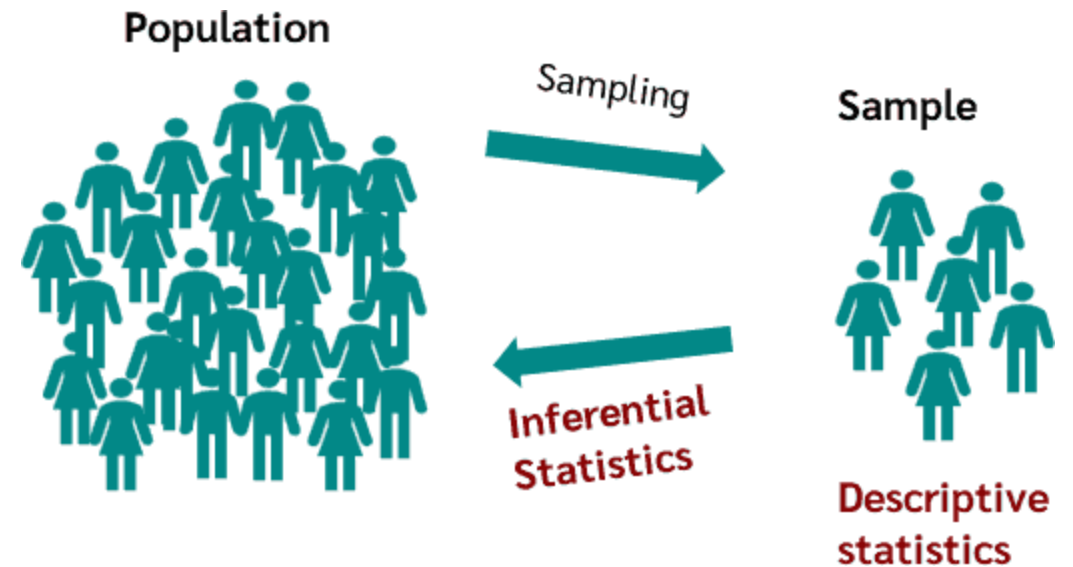 Population
Sampling
Sample
Inferential
Statistics
Descriptive
statistics